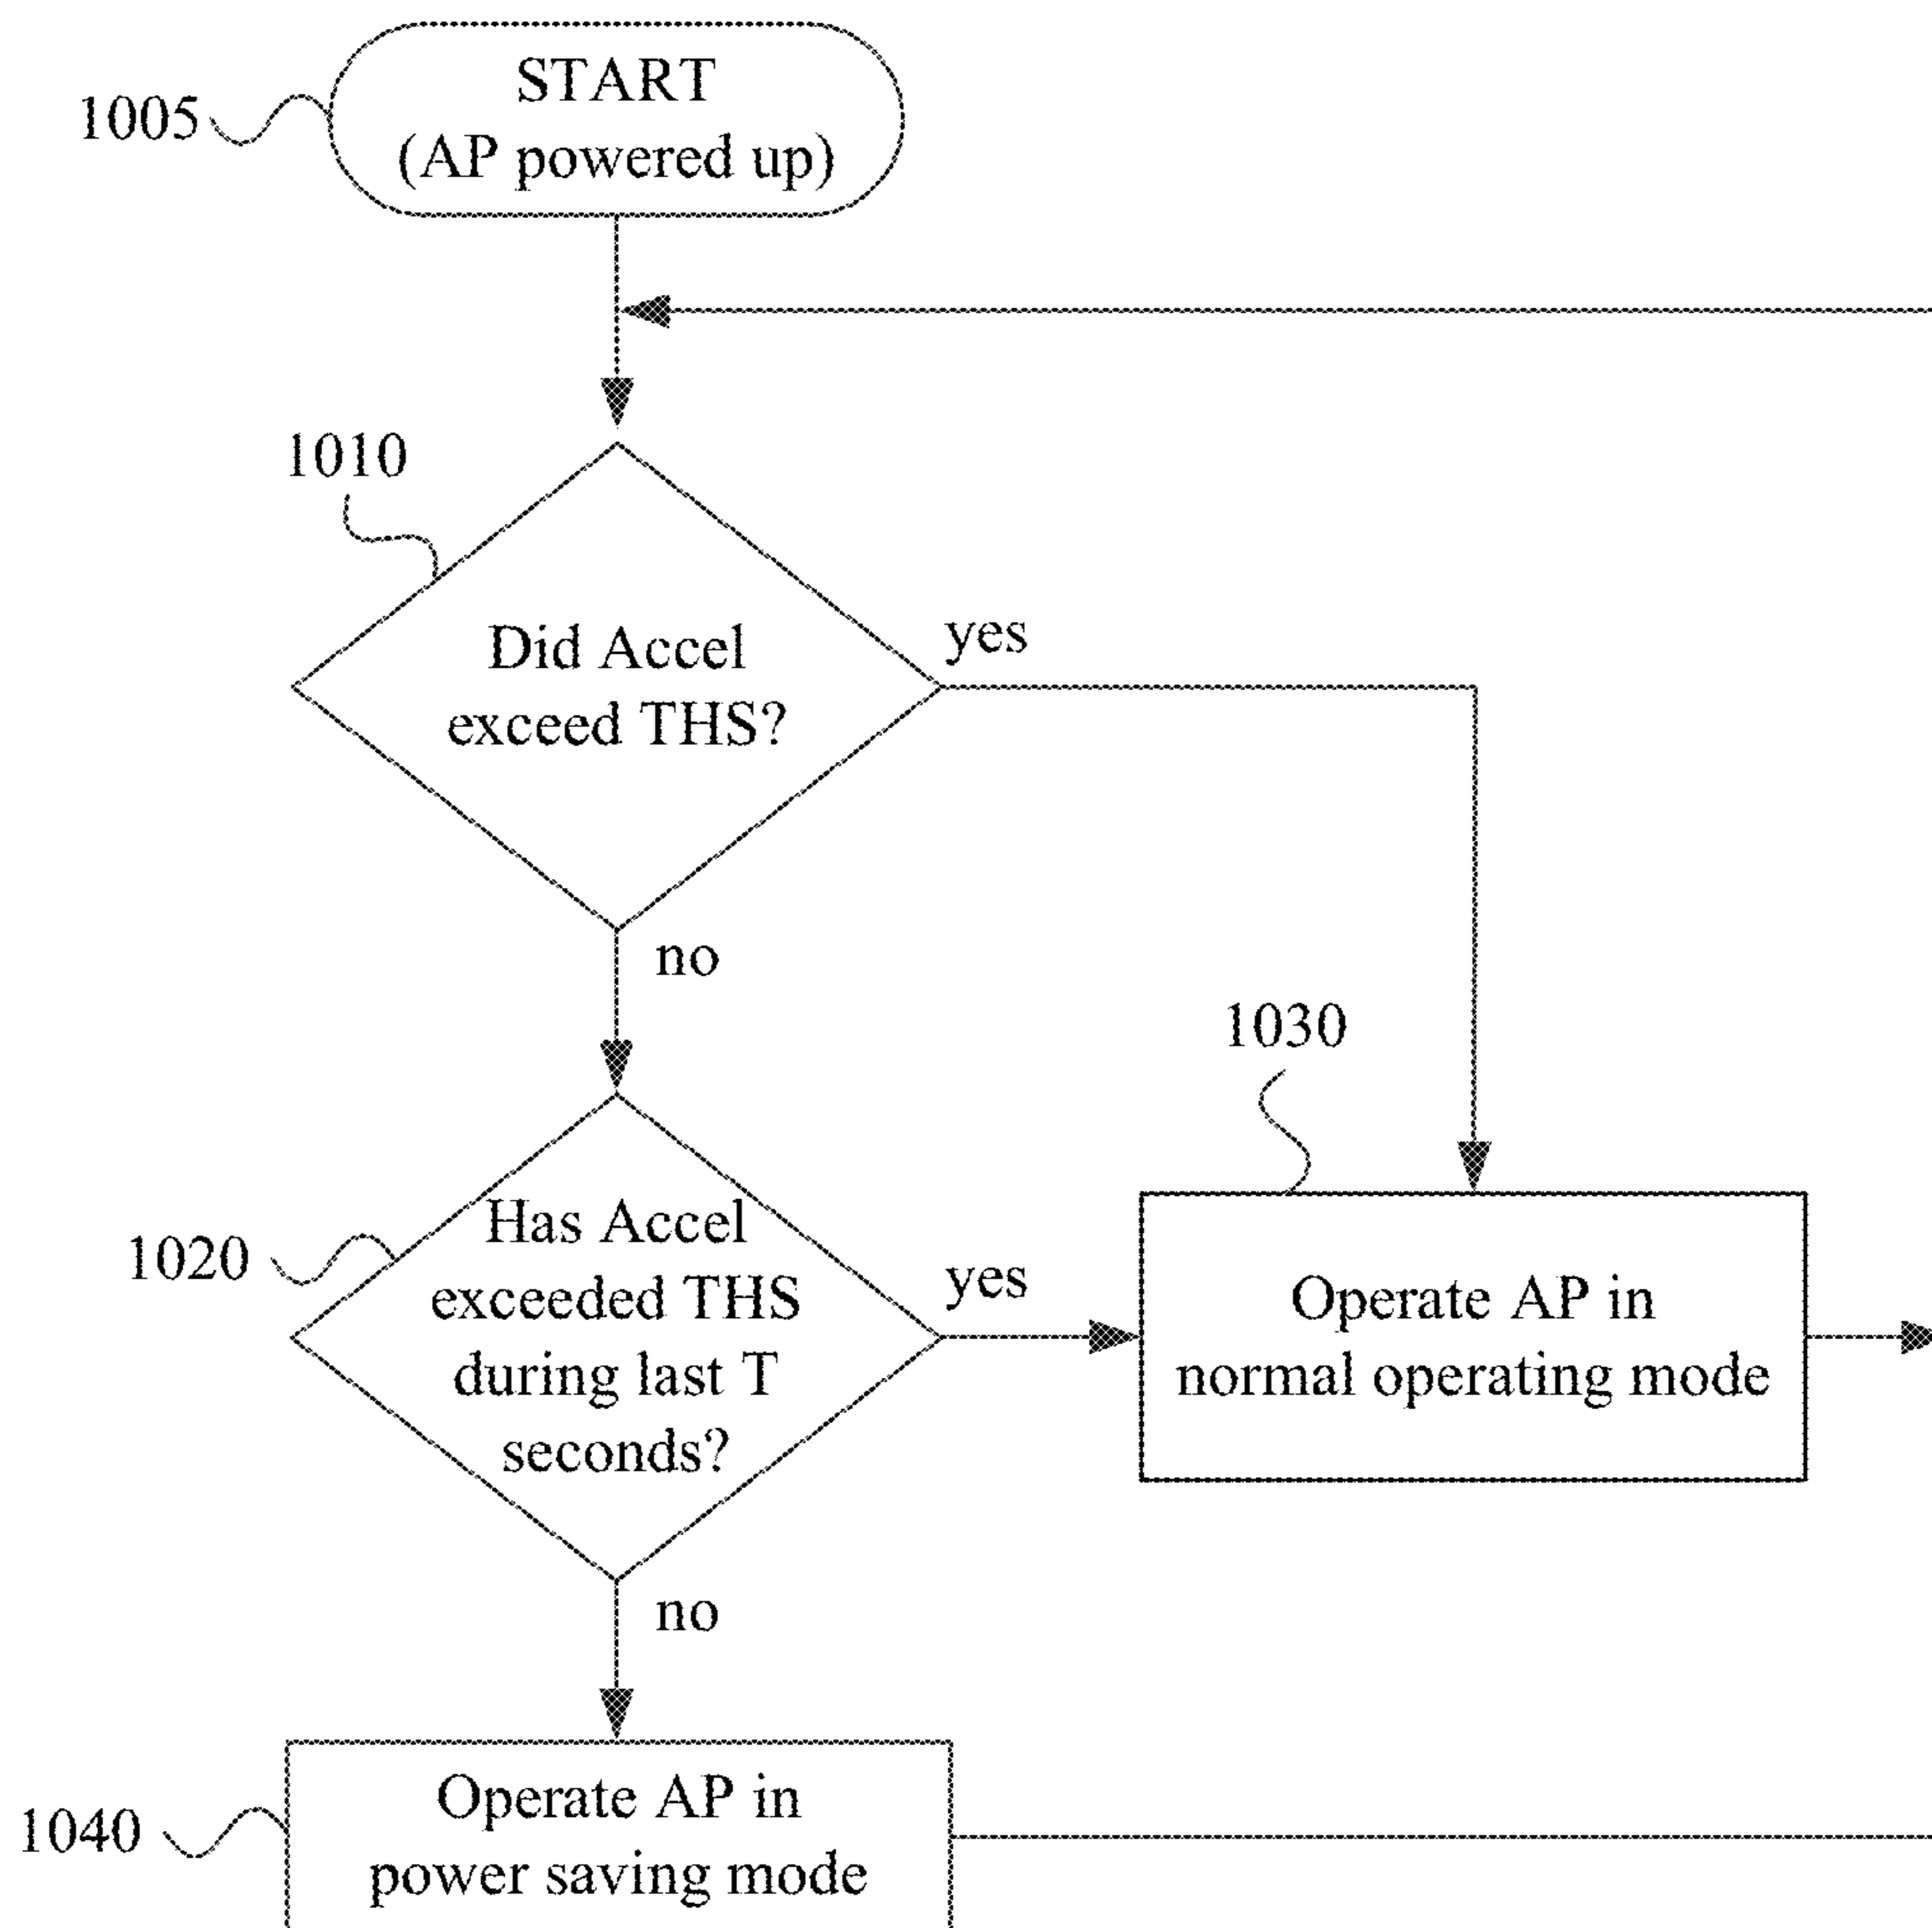 START
(AP powered up)
1005
1010
Did Accel
exceed THS?
yes
no
1030
1020
Has Accel
exceeded THS
during last T
seconds?
yes
Operate AP in
normal operating mode
no
1040
Operate AP in
power saving mode